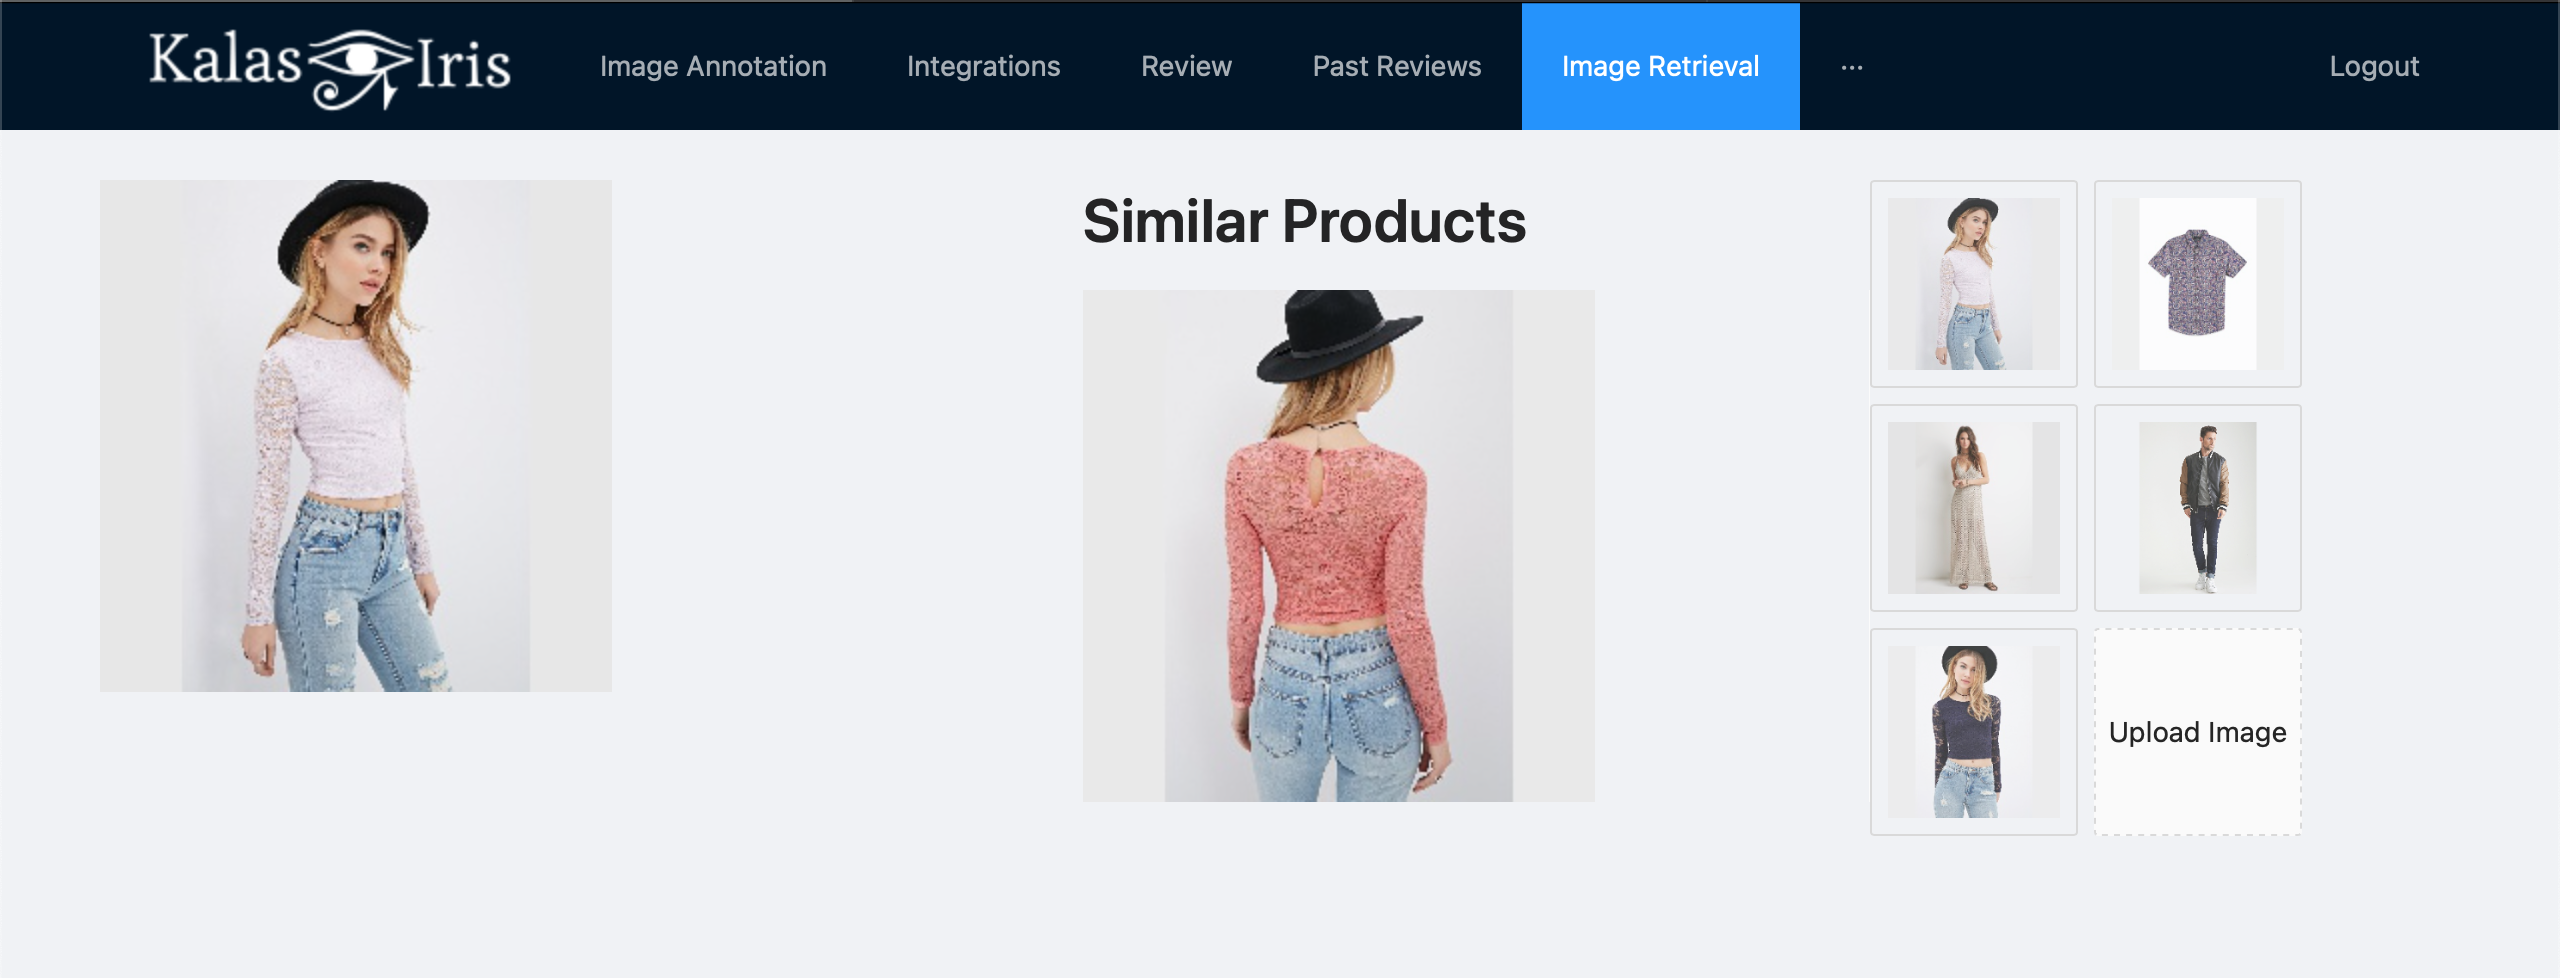 Kalas Iris
Image Annotation
Integrations
Review
Past Reviews
Image Retrieval
...
Logout
Similar Products
Upload Image